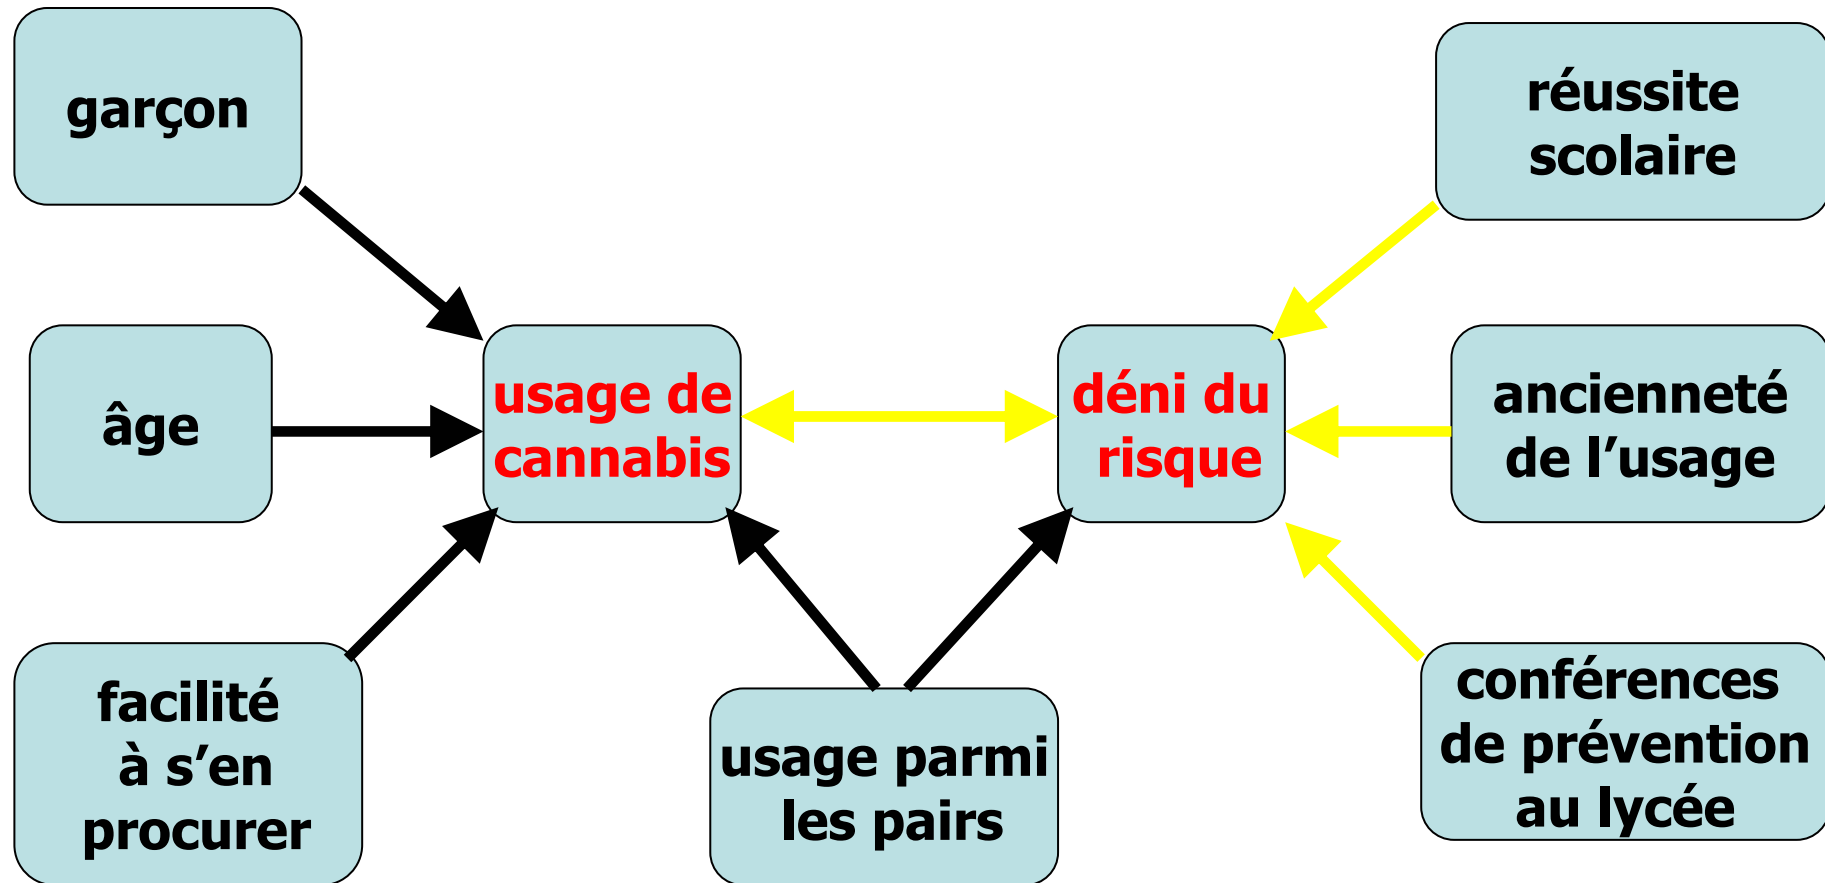 garçon
réussite
scolaire
âge
usage de
cannabis
déni du
risque
ancienneté
de l’usage
facilité
à s’en
procurer
usage parmi
les pairs
conférences
de prévention
au lycée